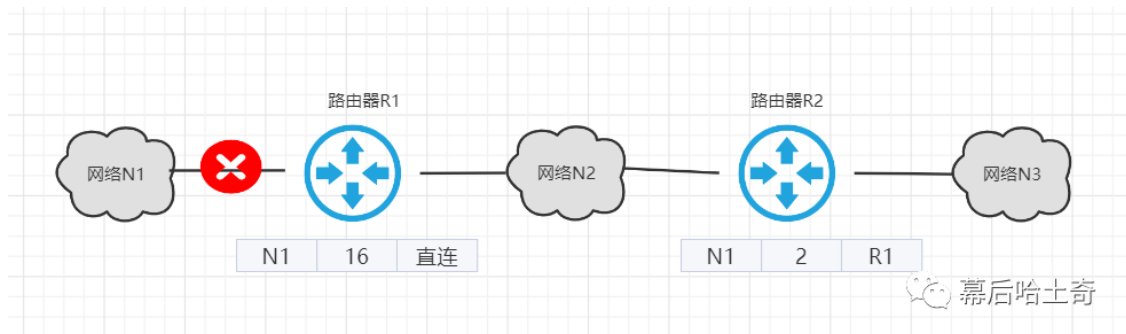 路由器R1
路由器R2
网络N1
网络N2
网络N3
N1 16 直连
N1 2 R1
幕后哈土奇